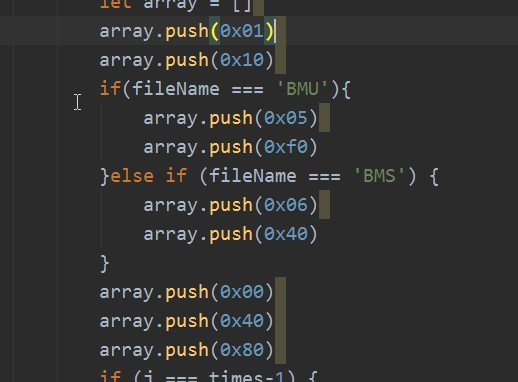 let array = []
array.push(0x01)
array.push(0x10)
if(fileName === 'BMU'){
array.push(0x05)
array.push(0xf0)
}else if (fileName === 'BMS') {
array.push(0x06)
array.push(0x40)
}
array.push(0x00)
array.push(0x40)
array.push(0x80)
if (i === times-1) {